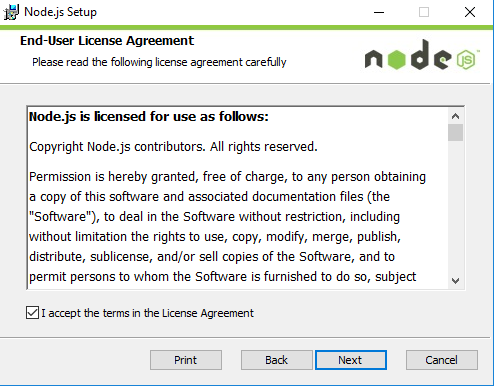 Node.js Setup
End-User License Agreement
Please read the following license agreement carefully
node
JS
Node.js is licensed for use as follows:
Copyright Node.js contributors. All rights reserved.
Permission is hereby granted, free of charge, to any person obtaining
a copy of this software and associated documentation files (the
"Software"), to deal in the Software without restriction, including
without limitation the rights to use, copy, modify, merge, publish,
distribute, sublicense, and/or sell copies of the Software, and to
permit persons to whom the Software is furnished to do so, subject
I accept the terms in the License Agreement
Print
Back
Next
Cancel